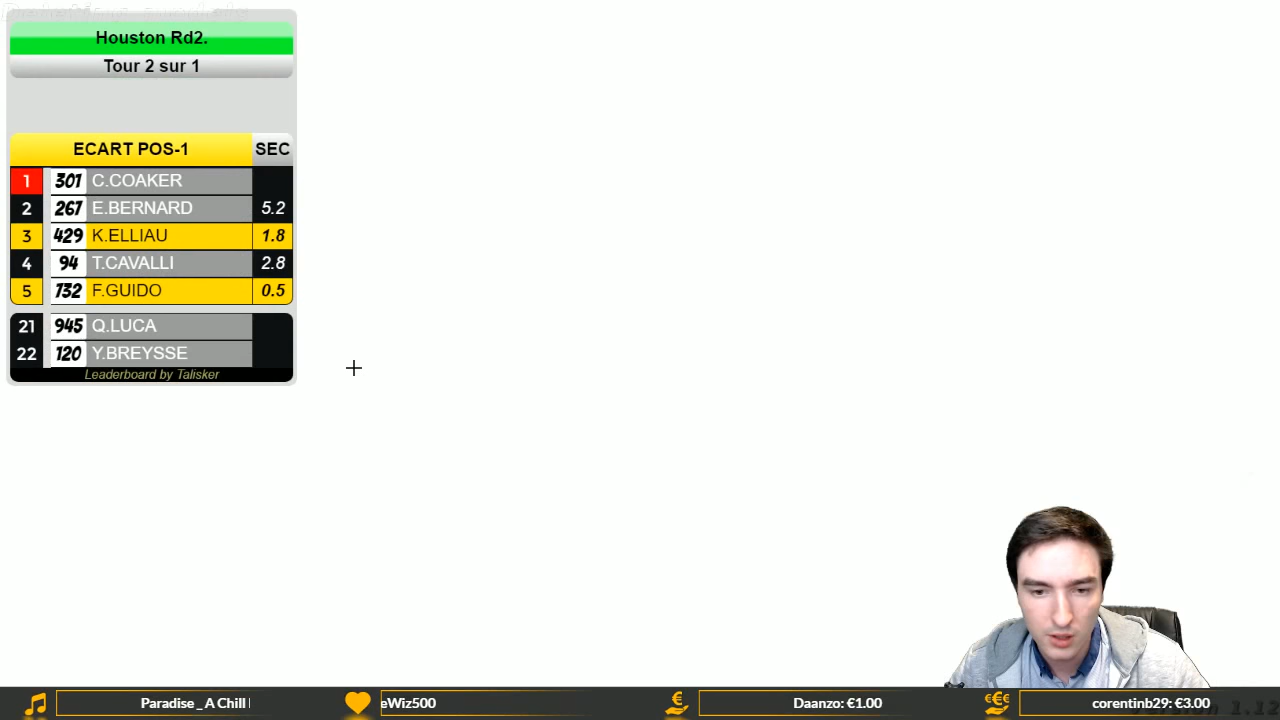 Houston Rd2.
Tour 2 sur 1
ECART POS-1 SEC
1 301 C.COAKER
2 267 E.BERNARD 5.2
3 429 K.ELLIAU 1.8
4 94 T.CAVALLI 2.8
5 732 F.GUIDO 0.5
21 945 Q.LUCA
22 120 Y.BREYSSE
Leaderboard by Talisker
Paradise _ A Chill
eWiz500
Daanzo: €1.00
corentinb29: €3.00